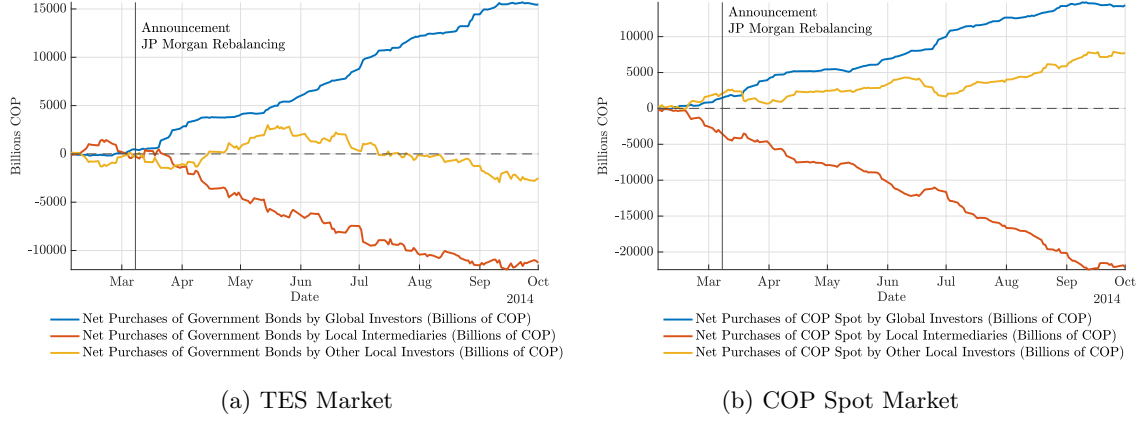 15000
10000
5000
0
-5000
-10000
Billions COP
Announcement
JP Morgan Rebalancing
Mar
Apr
May
Jun
Jul
Aug
Sep
Oct
Date
2014
Net Purchases of Government Bonds by Global Investors (Billions of COP)
Net Purchases of Government Bonds by Local Intermediaries (Billions of COP)
Net Purchases of Government Bonds by Other Local Investors (Billions of COP)
(a) TES Market
10000
5000
0
-5000
-10000
-15000
-20000
Billions COP
Announcement
JP Morgan Rebalancing
Mar
Apr
May
Jun
Jul
Aug
Sep
Oct
Date
2014
Net Purchases of COP Spot by Global Investors (Billions of COP)
Net Purchases of COP Spot by Local Intermediaries (Billions of COP)
Net Purchases of COP Spot by Other Local Investors (Billions of COP)
(b) COP Spot Market